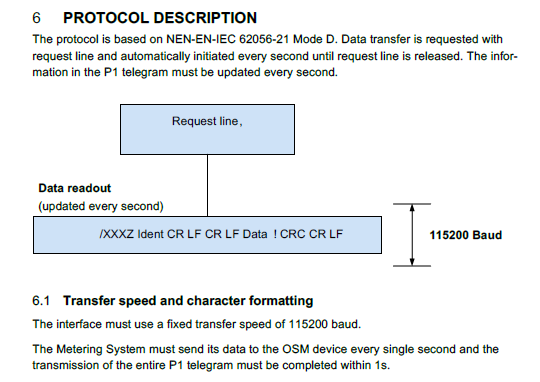 6 PROTOCOL DESCRIPTION
The protocol is based on NEN-EN-IEC 62056-21 Mode D. Data transfer is requested with
request line and automatically initiated every second until request line is released. The infor-
mation in the P1 telegram must be updated every second.
Request line,
Data readout
(updated every second)
/XXXZ Ident CR LF CR LF Data ! CRC CR LF
115200 Baud
6.1 Transfer speed and character formatting
The interface must use a fixed transfer speed of 115200 baud.
The Metering System must send its data to the OSM device every single second and the
transmission of the entire P1 telegram must be completed within 1s.